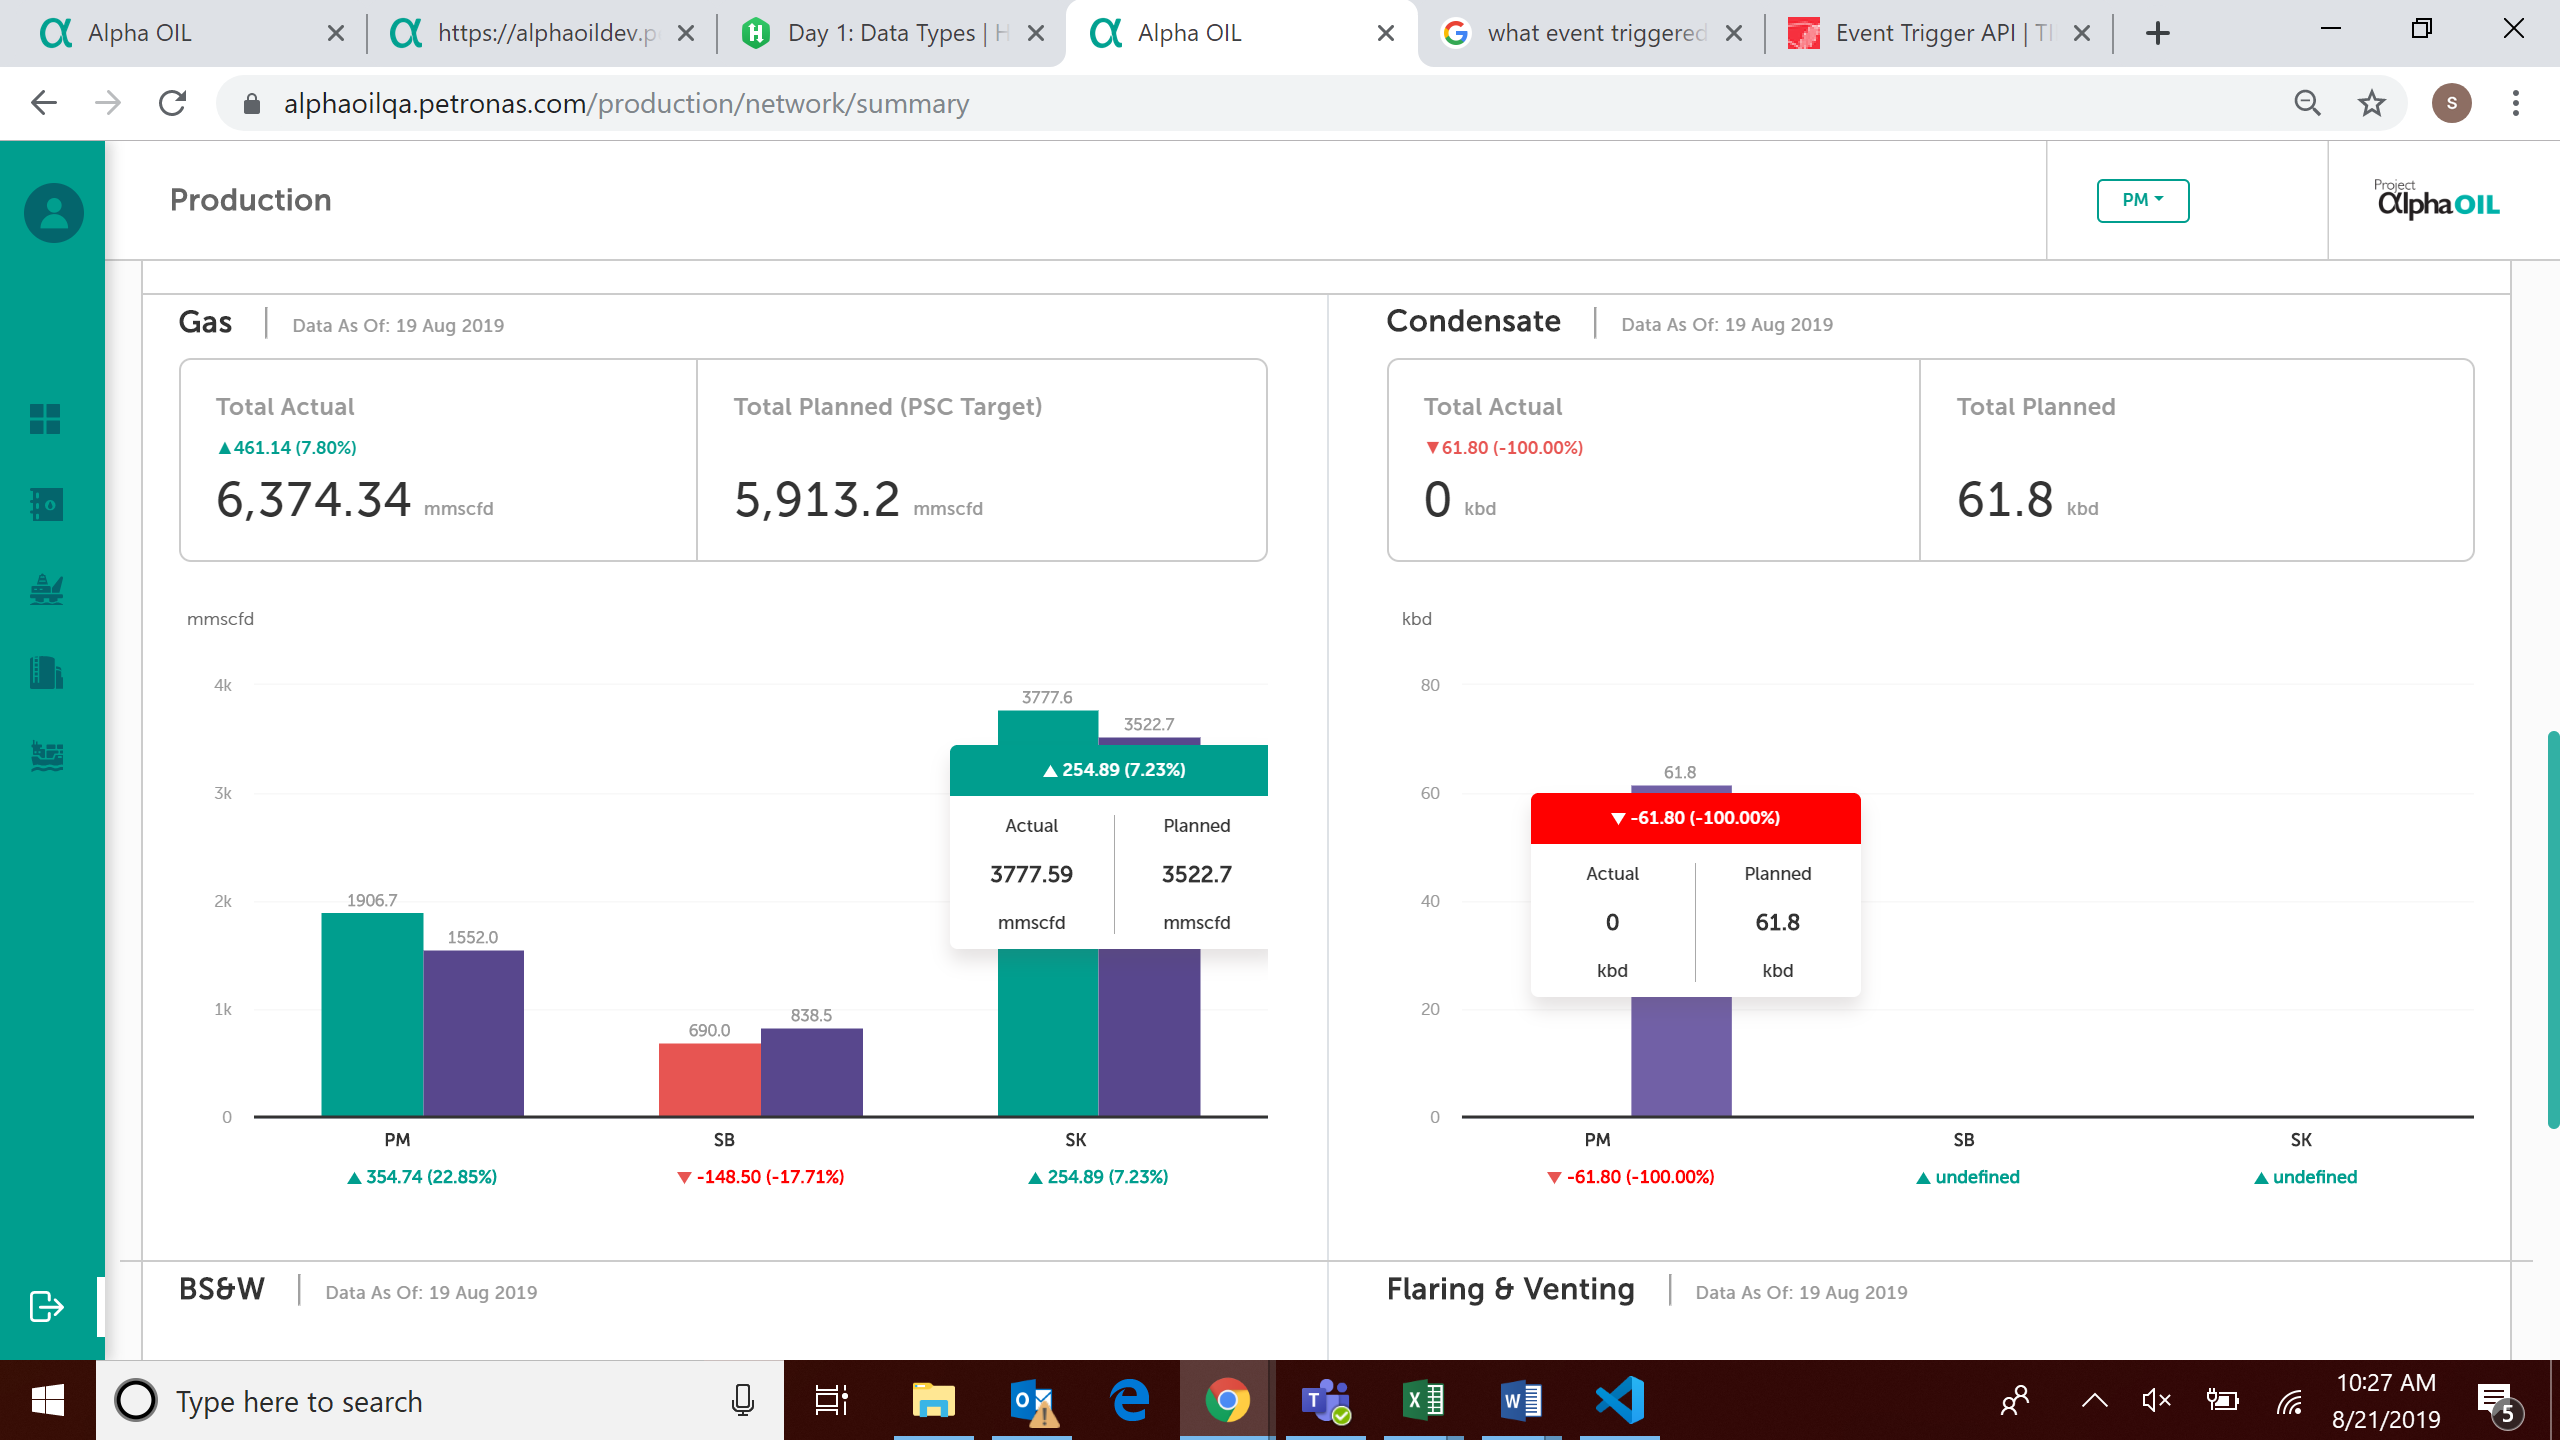 Alpha OIL
https://alphaoildev.p
Day 1: Data Types | H
Alpha OIL
what event triggered
Event Trigger API | TI
alphaoilqa.petronas.com/production/network/summary
S
Production
PM
Project
αlphaOIL
Gas
Data As Of: 19 Aug 2019
Total Actual
▲461.14 (7.80%)
6,374.34 mmscfd
Total Planned (PSC Target)
5,913.2 mmscfd
mmscfd
4k
3k
2k
1k
0
1906.7
1552.0
690.0
838.5
3777.6
3522.7
▲ 254.89 (7.23%)
Actual
3777.59
mmscfd
Planned
3522.7
mmscfd
PM
▲ 354.74 (22.85%)
SB
▼ -148.50 (-17.71%)
SK
▲ 254.89 (7.23%)
Condensate
Data As Of: 19 Aug 2019
Total Actual
▼61.80 (-100.00%)
0 kbd
Total Planned
61.8 kbd
kbd
80
60
40
20
0
61.8
▼ -61.80 (-100.00%)
Actual
0
kbd
Planned
61.8
kbd
PM
▼ -61.80 (-100.00%)
SB
▲ undefined
SK
▲ undefined
BS&W
Data As Of: 19 Aug 2019
Flaring & Venting
Data As Of: 19 Aug 2019
Type here to search
10:27 AM
8/21/2019
5